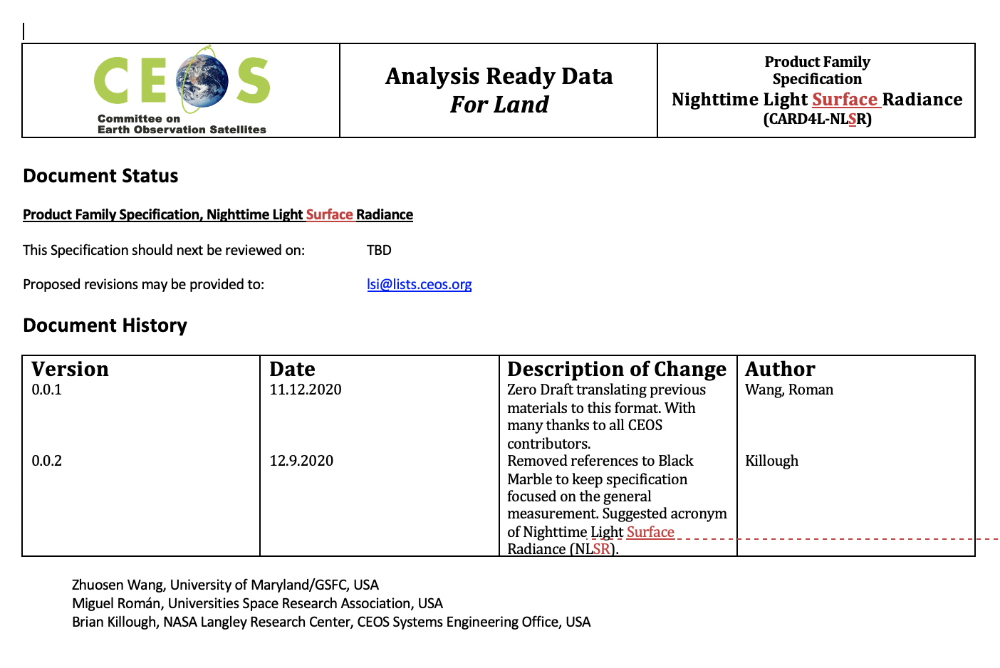 CEOS
Committee on
Earth Observation Satellites
Analysis Ready Data
For Land
Product Family
Specification
Nighttime Light Surface Radiance
(CARD4L-NLSR)
Document Status
Product Family Specification, Nighttime Light Surface Radiance
This Specification should next be reviewed on: TBD
Proposed revisions may be provided to: lsi@lists.ceos.org
Document History
Version Date Description of Change Author
0.0.1 11.12.2020 Zero Draft translating previous Wang, Roman
materials to this format. With
many thanks to all CEOS
contributors.
0.0.2 12.9.2020 Removed references to Black Killough
Marble to keep specification
focused on the general
measurement. Suggested acronym
of Nighttime Light Surface
Radiance (NLSR).
Zhuosen Wang, University of Maryland/GSFC, USA
Miguel Román, Universities Space Research Association, USA
Brian Killough, NASA Langley Research Center, CEOS Systems Engineering Office, USA